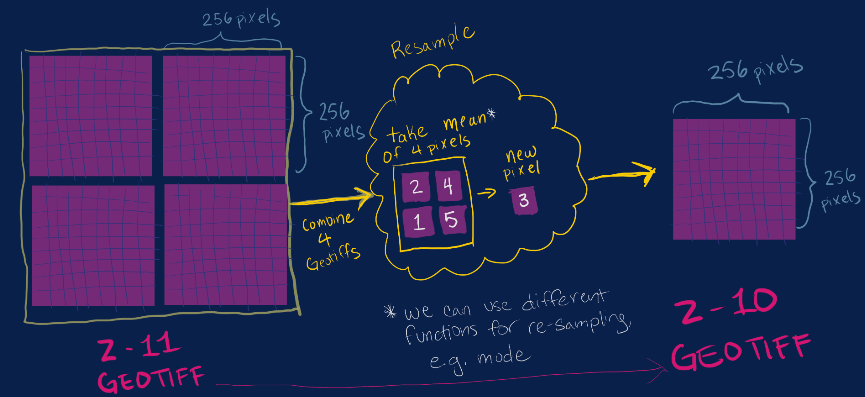 256 pixels
256
pixels
Resample
take mean*
of 4 pixels
2 4
1 5
new
pixel
3
Combine
4
Geotiffs
256 pixels
256
pixels
* we can use different
functions for re-sampling,
e.g. mode
Z-11
GEOTIFF
Z-10
GEOTIFF